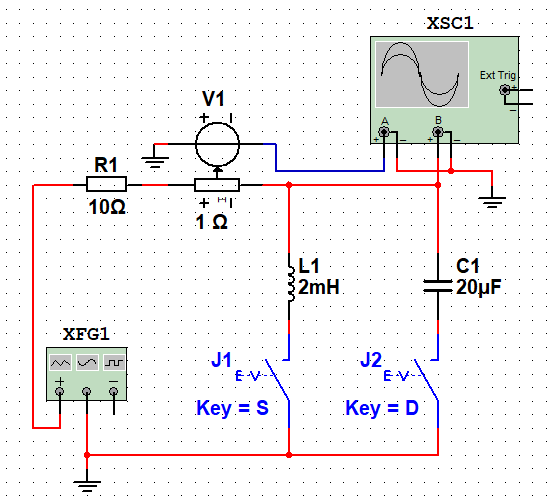 XSC1
Ext Trig
+
−
A
B
+ − + −
V1
+ −
R1
10Ω
+ I −
1 Ω
L1
2mH
C1
20µF
XFG1
+ −
J1
E V
Key = S
J2
E V
Key = D